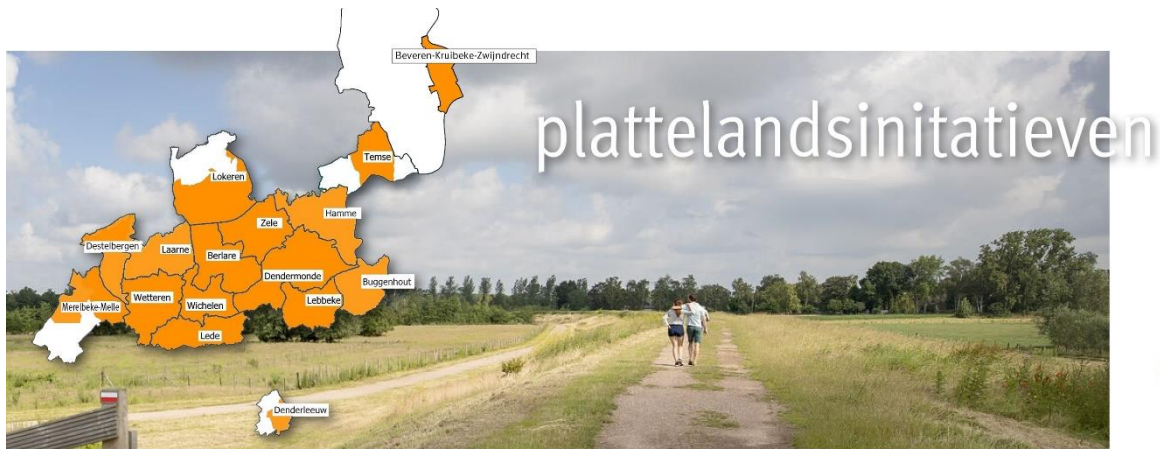 Beveren-Kruibeke-Zwijndrecht
plattelandsinitatieven
Temse
Lokeren
Hamme
Zele
Destelbergen
Laarne
Berlare
Dendermonde
Buggenhout
Merelbeke-Melle
Wetteren
Wichelen
Lebbeke
Lede
Denderleeuw